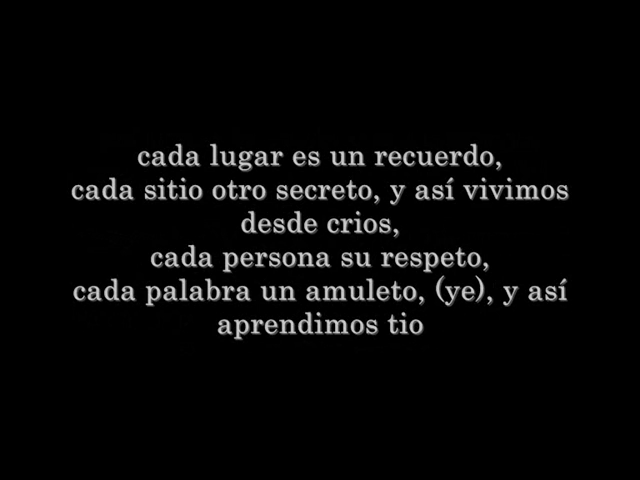 cada lugar es un recuerdo,
cada sitio otro secreto, y así vivimos
desde crios,
cada persona su respeto,
cada palabra un amuleto, (ye), y así
aprendimos tio